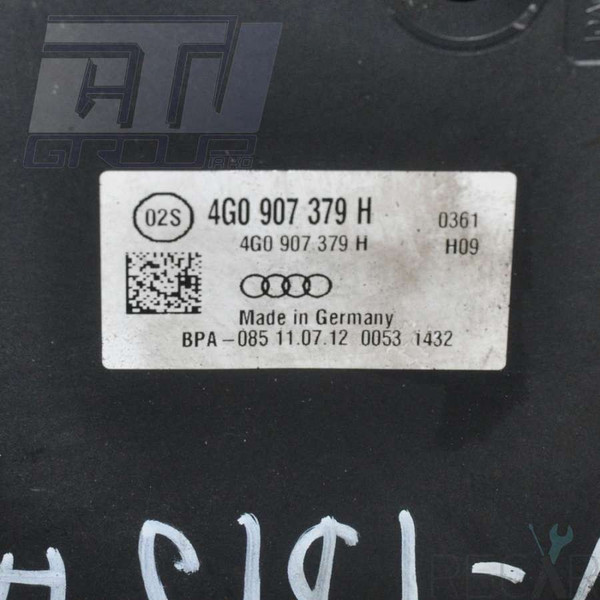 ATN
GROUP
02S 4G0 907 379 H 0361
4G0 907 379 H H09
Made in Germany
BPA-085 11.07.12 0053 1432